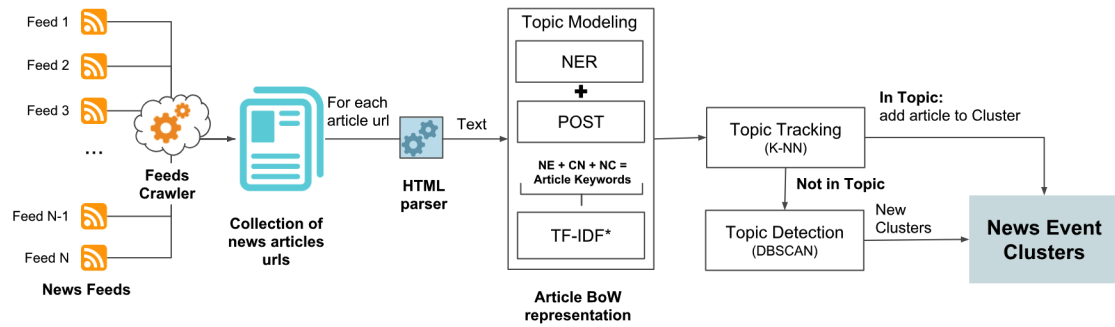 Feed 1
Feed 2
Feed 3
...
Feed N-1
Feed N
News Feeds
Feeds
Crawler
Collection of
news articles
urls
For each
article url
HTML
parser
Text
Topic Modeling
NER
+
POST
NE + CN + NC =
Article Keywords
TF-IDF*
Article BoW
representation
Topic Tracking
(K-NN)
In Topic:
add article to Cluster
Not in Topic
Topic Detection
(DBSCAN)
New
Clusters
News Event
Clusters